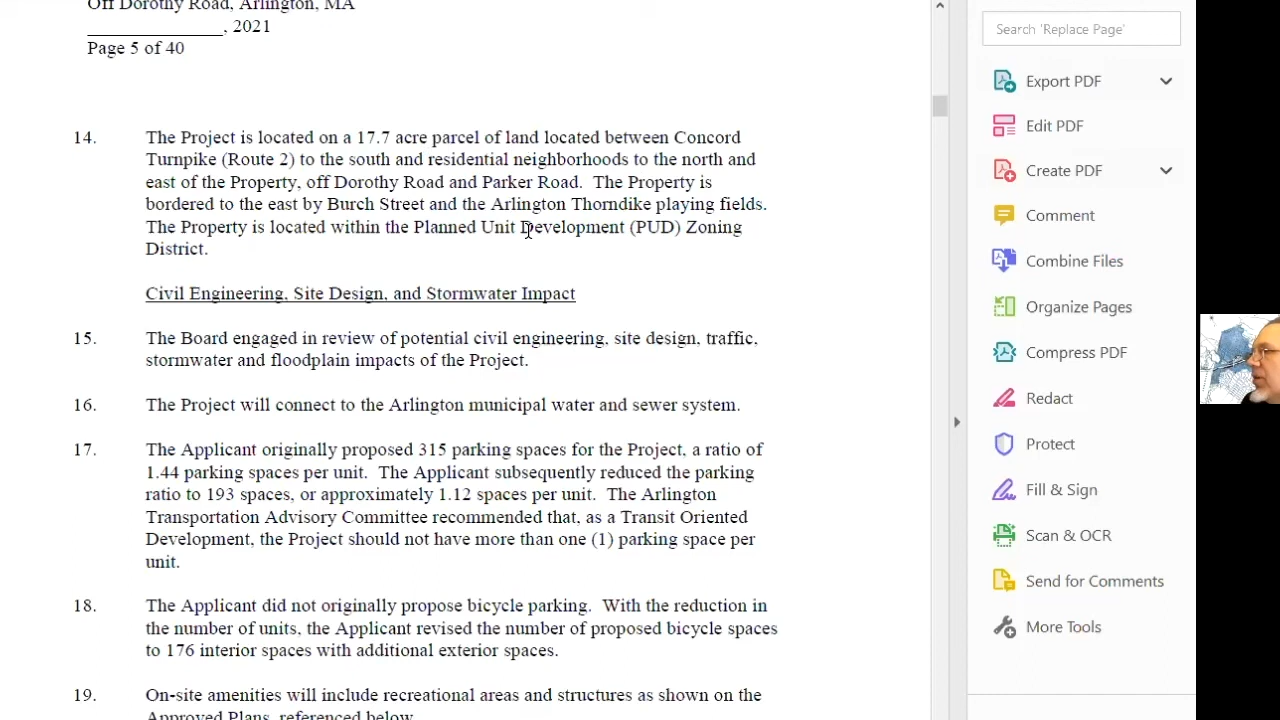 Off Dorothy Road, Arlington, MA
_______________, 2021
Page 5 of 40
14. The Project is located on a 17.7 acre parcel of land located between Concord
Turnpike (Route 2) to the south and residential neighborhoods to the north and
east of the Property, off Dorothy Road and Parker Road.  The Property is
bordered to the east by Burch Street and the Arlington Thorndike playing fields.
The Property is located within the Planned Unit Development (PUD) Zoning
District.
Civil Engineering, Site Design, and Stormwater Impact
15. The Board engaged in review of potential civil engineering, site design, traffic,
stormwater and floodplain impacts of the Project.
16. The Project will connect to the Arlington municipal water and sewer system.
17. The Applicant originally proposed 315 parking spaces for the Project, a ratio of
1.44 parking spaces per unit.  The Applicant subsequently reduced the parking
ratio to 193 spaces, or approximately 1.12 spaces per unit.  The Arlington
Transportation Advisory Committee recommended that, as a Transit Oriented
Development, the Project should not have more than one (1) parking space per
unit.
18. The Applicant did not originally propose bicycle parking.  With the reduction in
the number of units, the Applicant revised the number of proposed bicycle spaces
to 176 interior spaces with additional exterior spaces.
19. On-site amenities will include recreational areas and structures as shown on the
Approved Plans, referenced below.
Search 'Replace Page'
Export PDF
Edit PDF
Create PDF
Comment
Combine Files
Organize Pages
Compress PDF
Redact
Protect
Fill & Sign
Scan & OCR
Send for Comments
More Tools